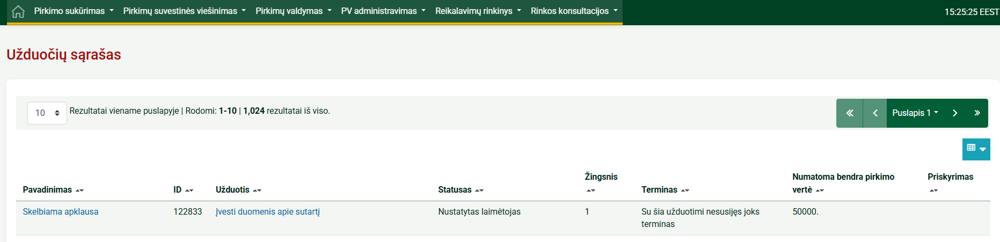 Pirkimo sukūrimas Pirkimų suvestinės viešinimas Pirkimų valdymas PV administravimas Reikalavimų rinkinys Rinkos konsultacijos 15:25:25 EEST
Užduočių sąrašas
10 Rezultatai viename puslapyje | Rodomi: 1-10 | 1,024 rezultatai iš viso. Puslapis 1
Pavadinimas ID Užduotis Statusas Žingsnis Terminas Numatoma bendra pirkimo vertė Priskyrimas
Skelbiama apklausa 122833 Įvesti duomenis apie sutartį Nustatytas laimėtojas 1 Su šia užduotimi nesusijęs joks terminas 50000.